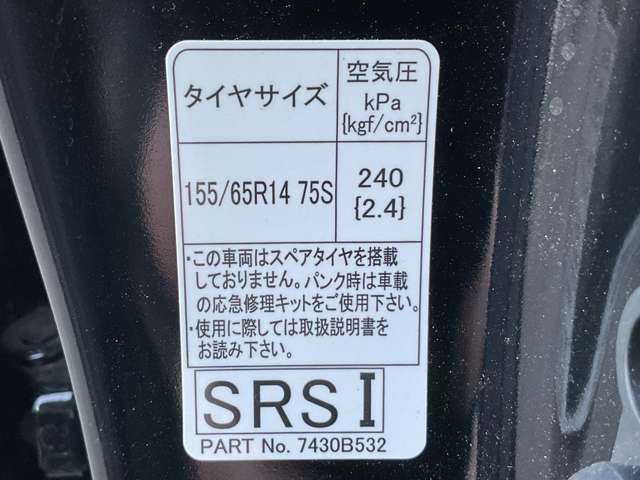 タイヤサイズ
空気圧
kPa
{kgf/cm²}
155/65R14 75S
240
{2.4}
・この車両はスペアタイヤを搭載
しておりません。パンク時は車載
の応急修理キットをご使用下さい。
・使用に際しては取扱説明書を
お読み下さい。
SRS I
PART No. 7430B532